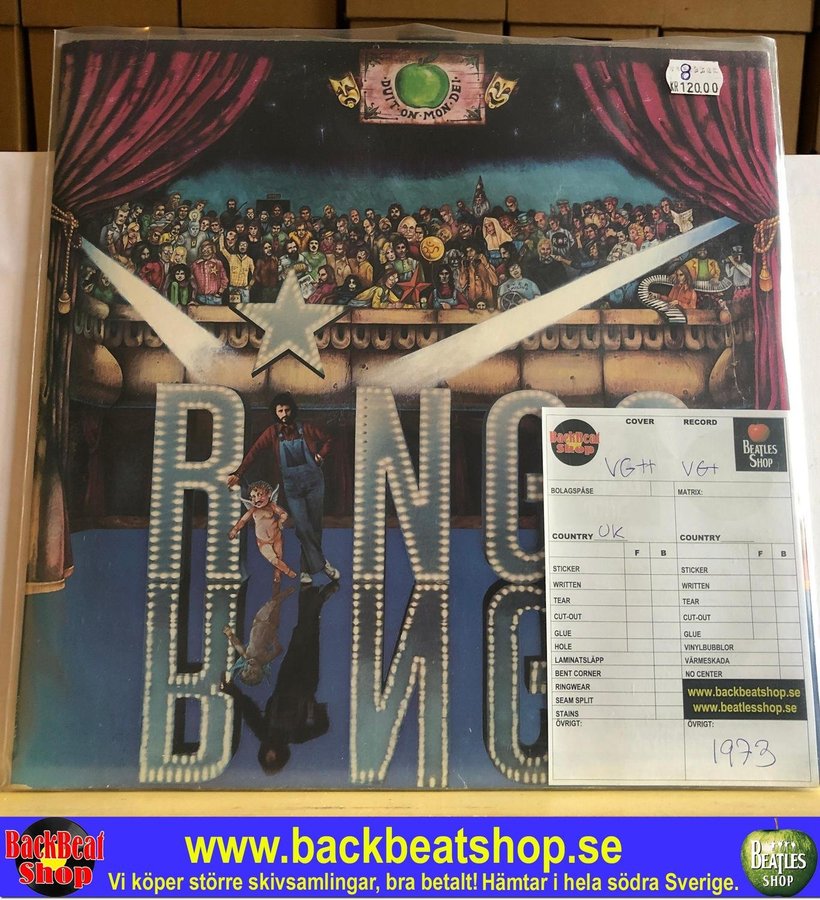 DUIT·ON·MON·DEI
8
KR120.00
RINGO
BackBeat Shop
COVER RECORD
BEATLES SHOP
VG++ VG+
BOLAGSPÅSE MATRIX:
COUNTRY UK COUNTRY
F B F B
STICKER STICKER
WRITTEN WRITTEN
TEAR TEAR
CUT-OUT CUT-OUT
GLUE GLUE
HOLE VINYLBUBBLOR
LAMINATSLÄPP VÄRMESKADA
BENT CORNER NO CENTER
RINGWEAR
SEAM SPLIT
STAINS
www.backbeatshop.se
www.beatlesshop.se
ÖVRIGT: ÖVRIGT:
1973
BackBeat Shop
www.backbeatshop.se
Vi köper större skivsamlingar, bra betalt! Hämtar i hela södra Sverige.
BEATLES SHOP